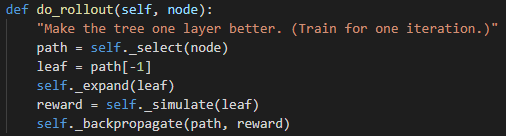 def do_rollout(self, node):
    "Make the tree one layer better. (Train for one iteration.)"
    path = self._select(node)
    leaf = path[-1]
    self._expand(leaf)
    reward = self._simulate(leaf)
    self._backpropagate(path, reward)